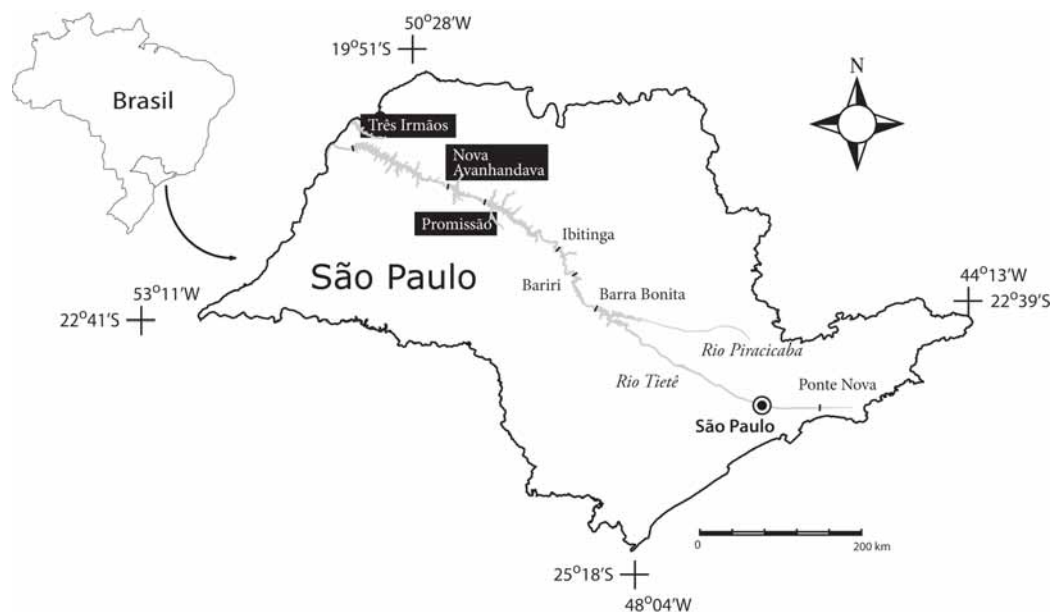 50°28'W
19°51'S
N
Brasil
Três Irmãos
Nova
Avanhandava
Promissão
Ibitinga
São Paulo
Bariri
Barra Bonita
44°13'W
22°39'S
53°11'W
22°41'S
Rio Piracicaba
Rio Tietê
Ponte Nova
São Paulo
0
200 km
25°18'S
48°04'W